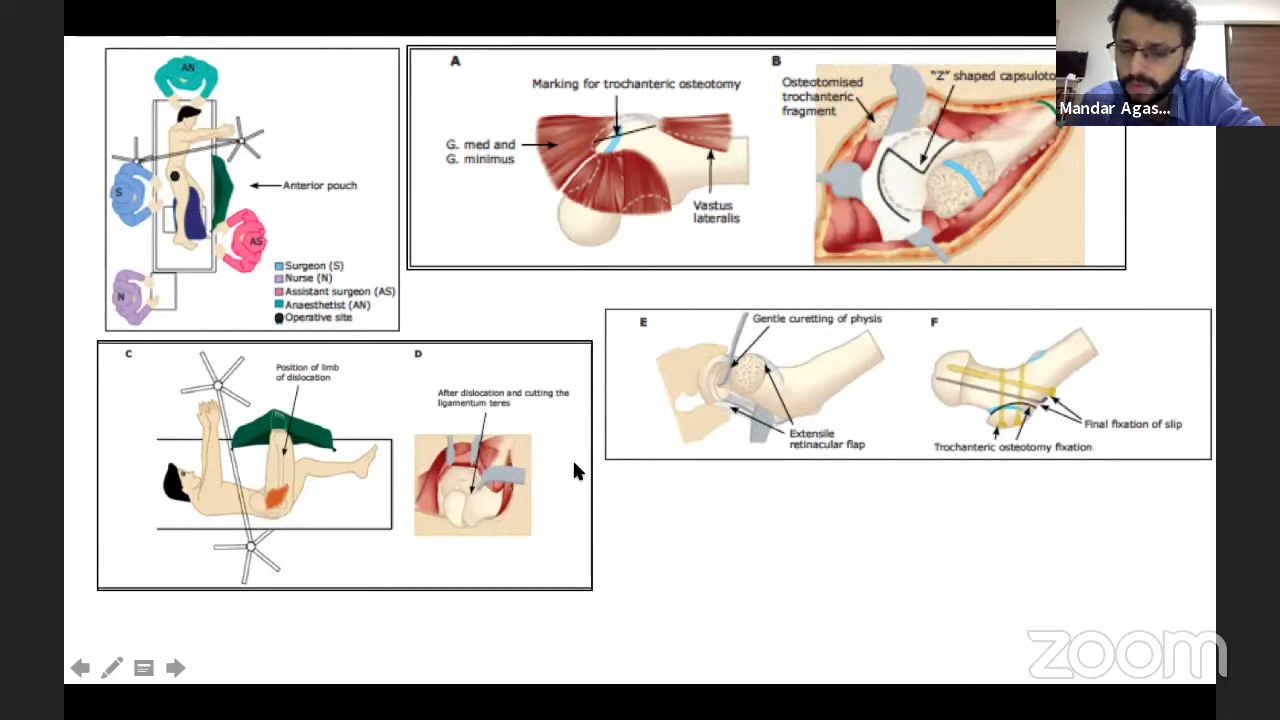 AN
S
Anterior pouch
AS
N
Surgeon (S)
Nurse (N)
Assistant surgeon (AS)
Anaesthetist (AN)
Operative site
A
Marking for trochanteric osteotomy
G. med and
G. minimus
Vastus
lateralis
B
Osteotomised
trochanteric
fragment
"Z" shaped capsuloto
Mandar Agas...
C
Position of limb
of dislocation
D
After dislocation and cutting the
ligamentum teres
E
Gentle curetting of physis
Extensile
retinacular flap
F
Final fixation of slip
Trochanteric osteotomy fixation
zoom